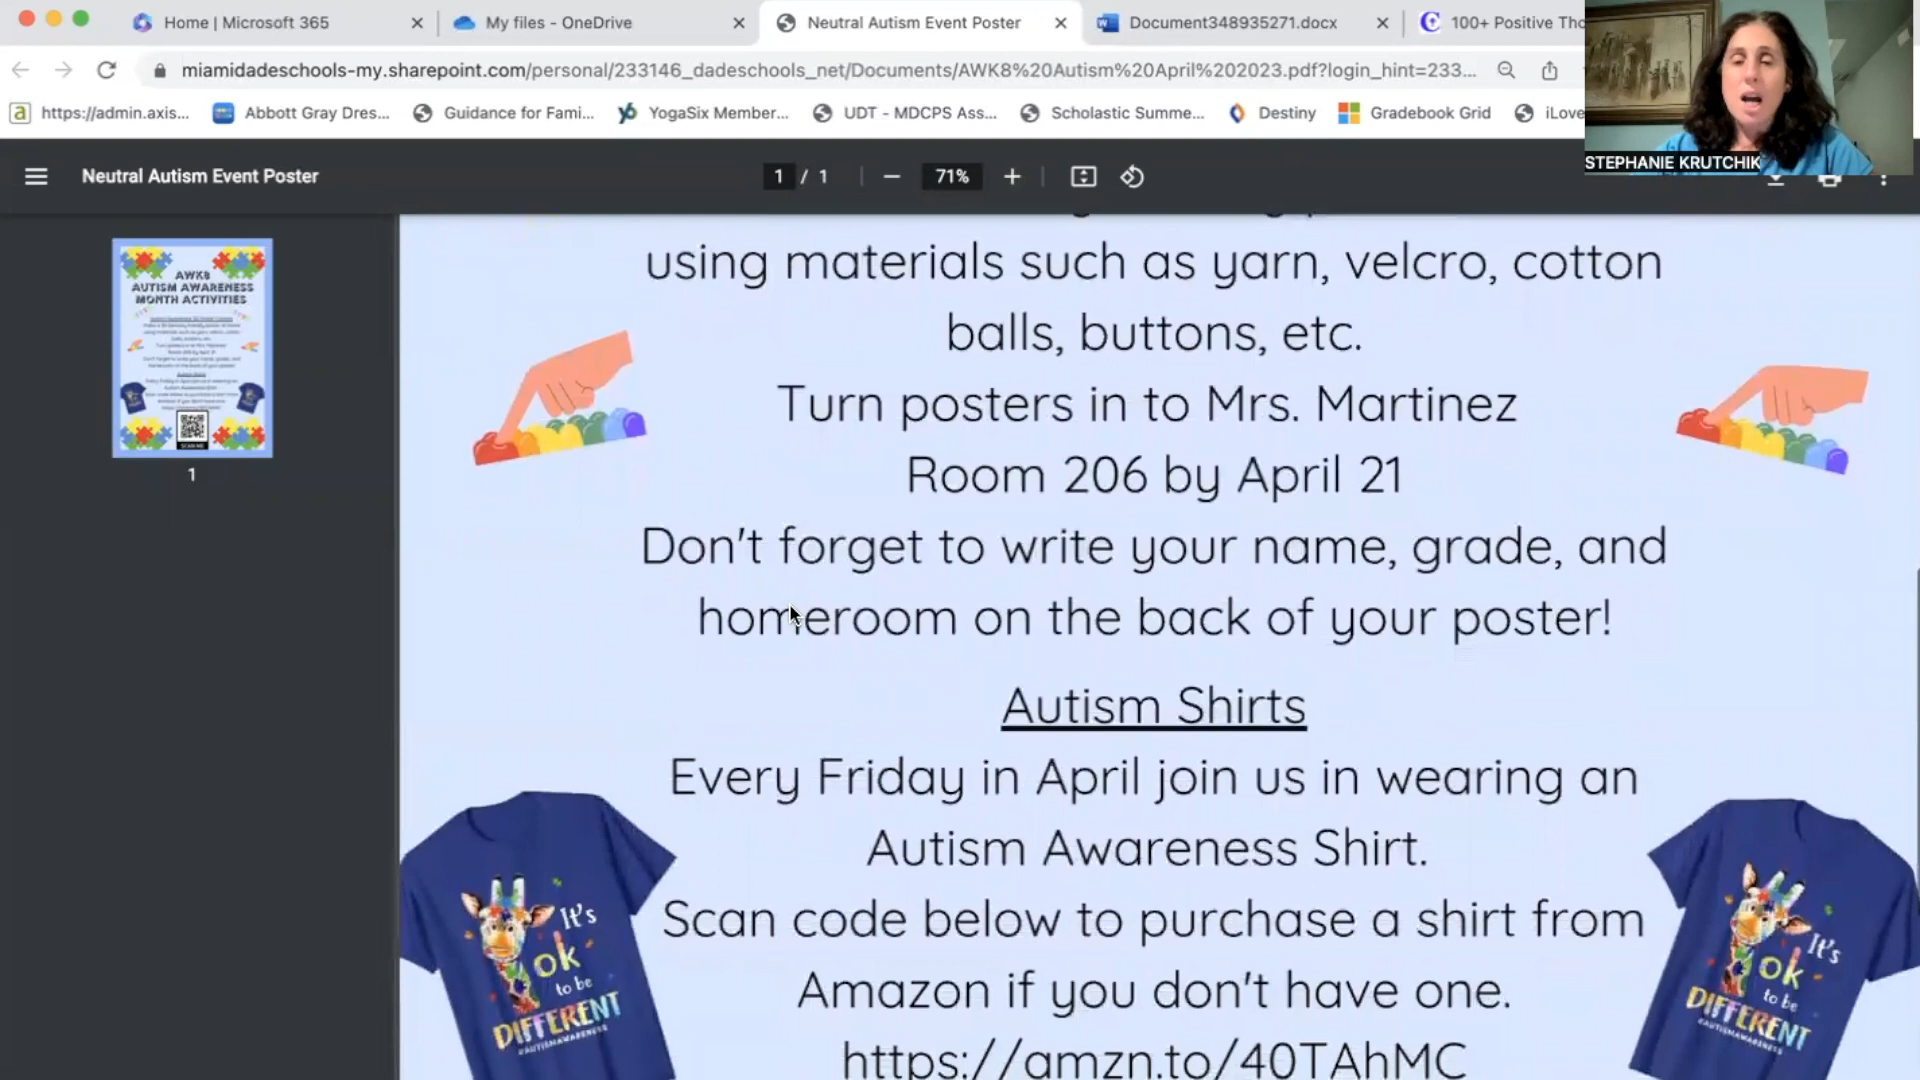 Home | Microsoft 365
My files - OneDrive
Neutral Autism Event Poster
Document348935271.docx
100+ Positive Tho
miamidadeschools-my.sharepoint.com/personal/233146_dadeschools_net/Documents/AWK8%20Autism%20April%202023.pdf?login_hint=233...
https://admin.axis...
Abbott Gray Dres...
Guidance for Fami...
YogaSix Member...
UDT - MDCPS Ass...
Scholastic Summe...
Destiny
Gradebook Grid
iLove
STEPHANIE KRUTCHIK
Neutral Autism Event Poster
1 / 1
71%
AWK8
AUTISM AWARENESS
MONTH ACTIVITIES
1
using materials such as yarn, velcro, cotton
balls, buttons, etc.
Turn posters in to Mrs. Martinez
Room 206 by April 21
Don't forget to write your name, grade, and
homeroom on the back of your poster!
Autism Shirts
Every Friday in April join us in wearing an
Autism Awareness Shirt.
Scan code below to purchase a shirt from
Amazon if you don't have one.
https://amzn.to/40TAhMC
It's
ok
to be
DIFFERENT
#AUTISMAWARENESS
It's
ok
to be
DIFFERENT
#AUTISMAWARENESS